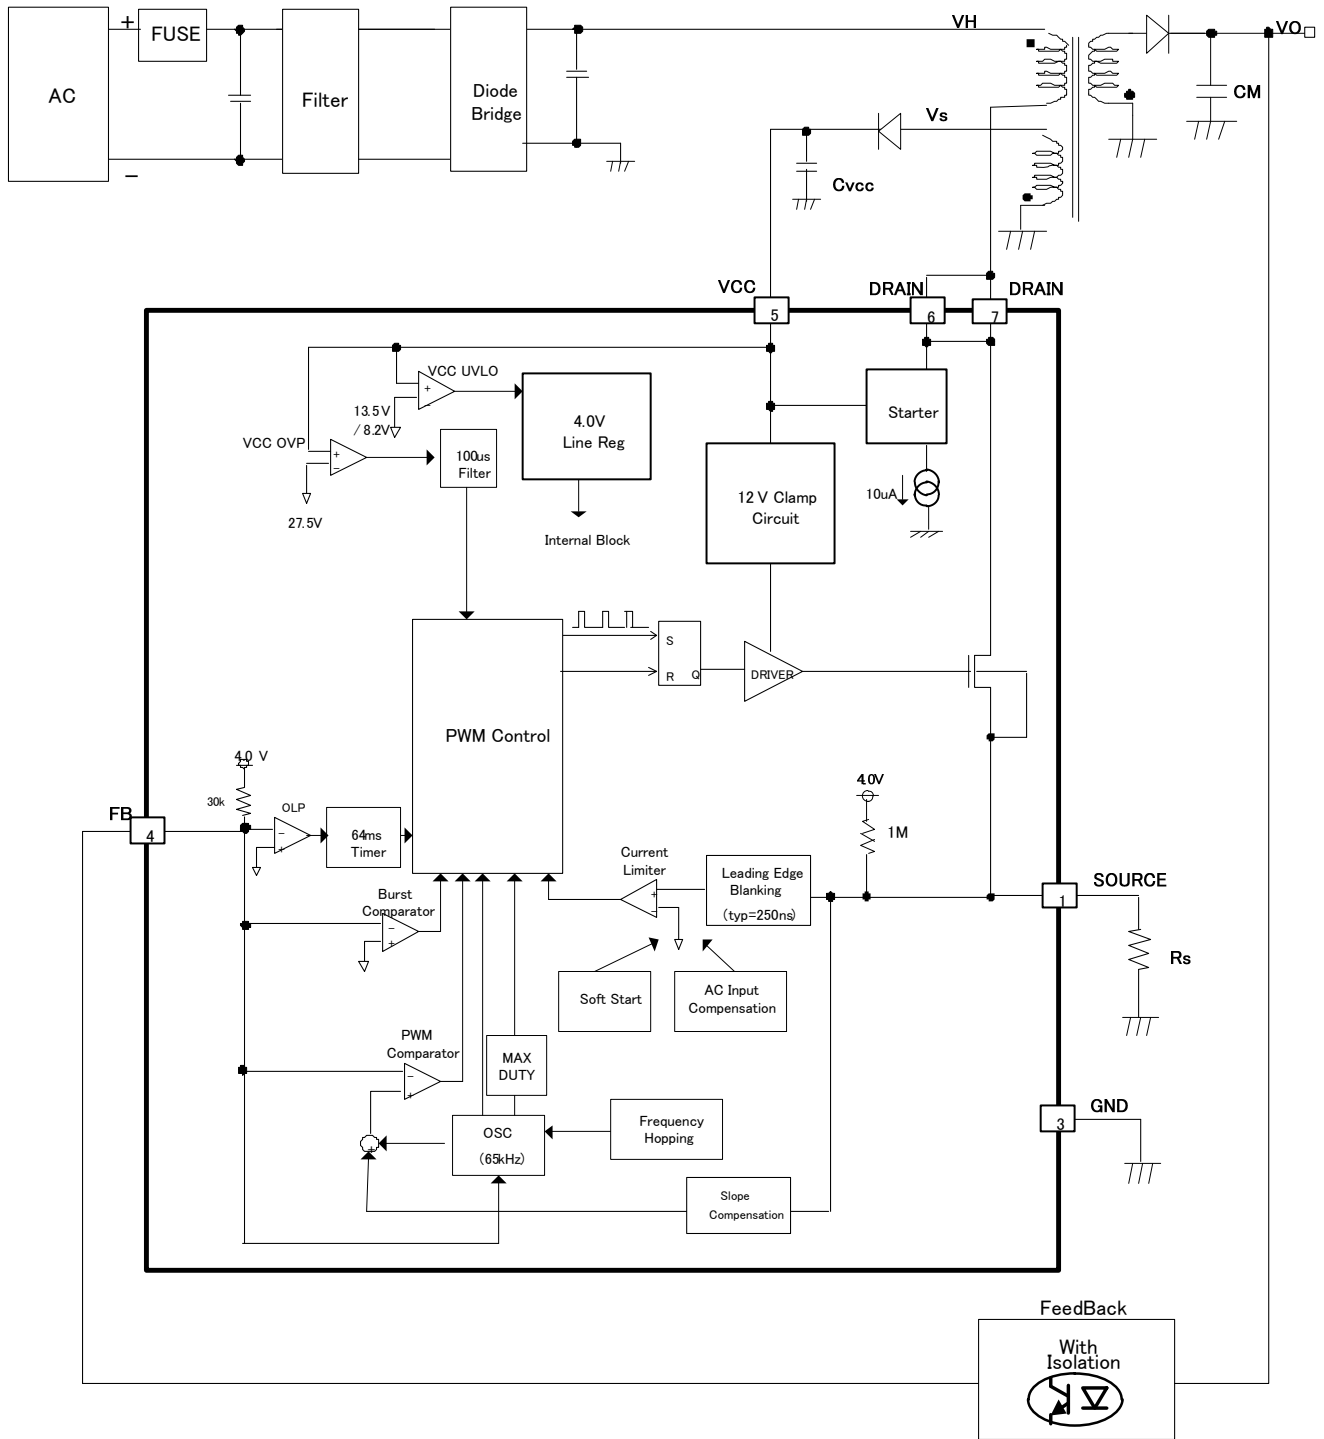 +
FUSE
VH
VO
AC
Filter
Diode
Bridge
CM
Vs
−
Cvcc
VCC
DRAIN
DRAIN
5
6
7
VCC UVLO
+
−
13.5V
/ 8.2V
4.0V
Line Reg
Starter
VCC OVP
+
−
100us
Filter
27.5V
12 V Clamp
Circuit
10uA
Internal Block
S
R
Q
DRIVER
PWM Control
4.0 V
30k
OLP
FB
4
−
+
64ms
Timer
4.0V
1M
Current
Limiter
+
−
Leading Edge
Blanking
(typ=250ns)
SOURCE
1
Burst
Comparator
−
+
Rs
Soft Start
AC Input
Compensation
PWM
Comparator
−
+
MAX
DUTY
GND
3
+
OSC
(65kHz)
Frequency
Hopping
Slope
Compensation
FeedBack
With
Isolation